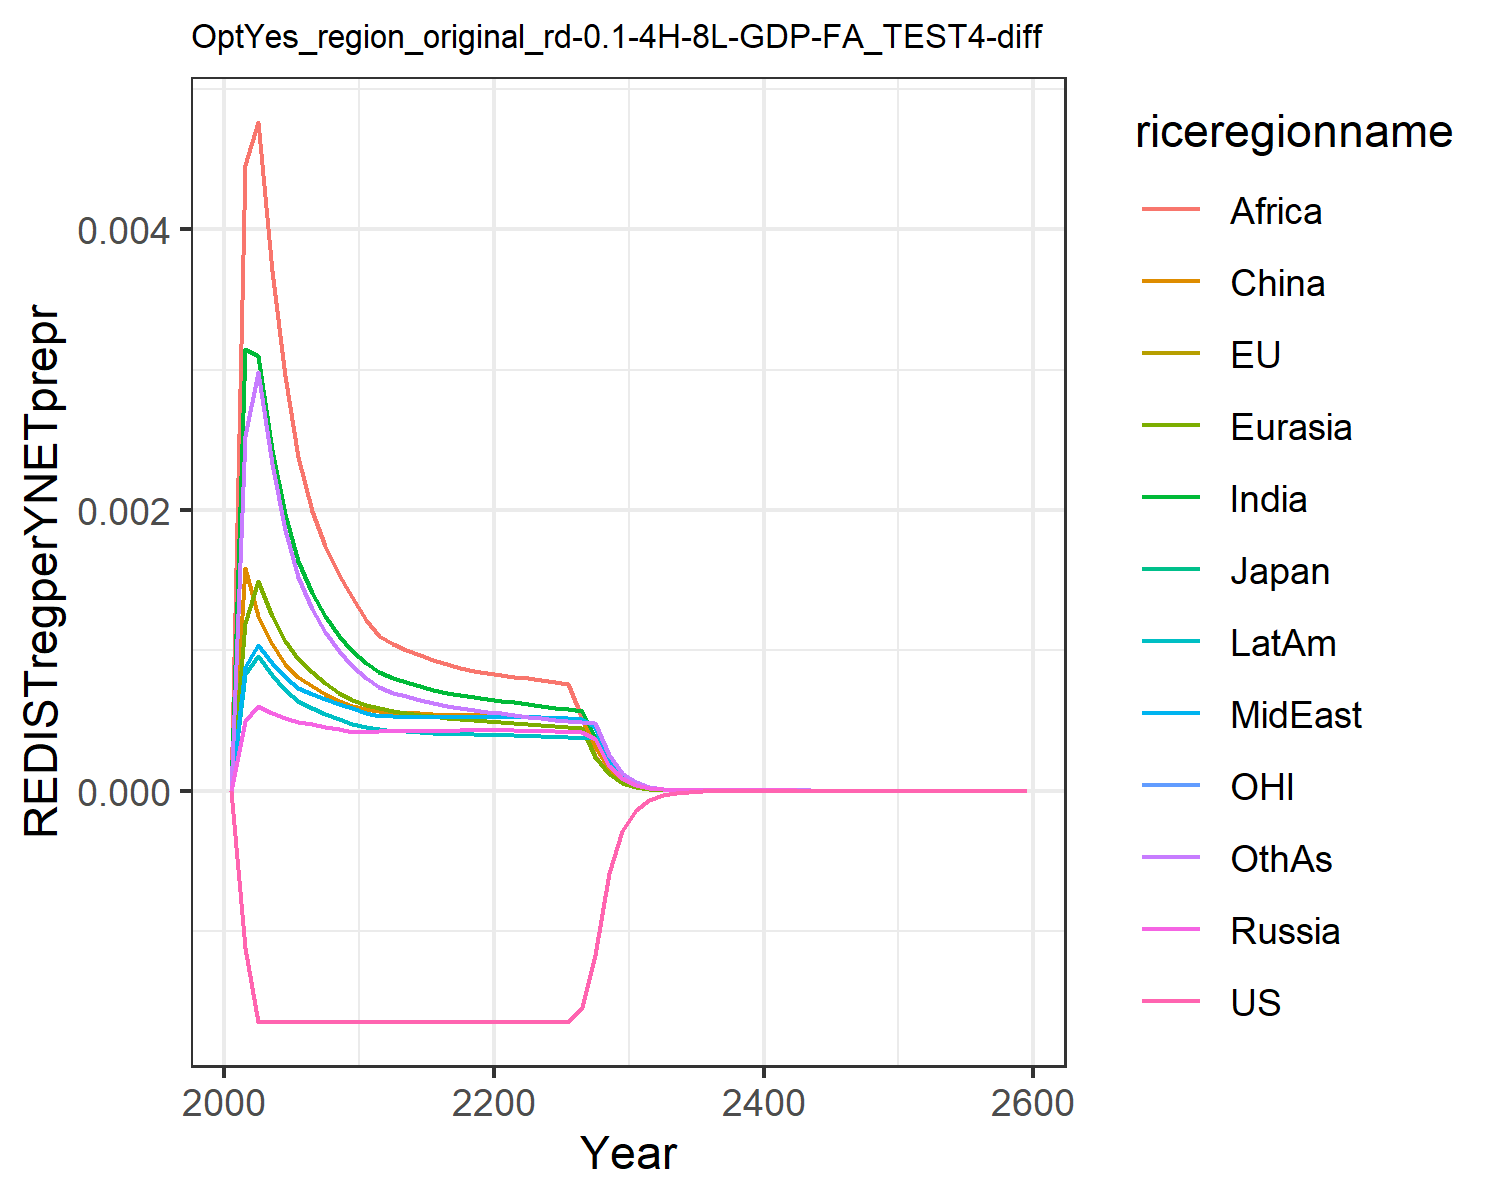 OptYes_region_original_rd-0.1-4H-8L-GDP-FA_TEST4-diff
REDISTregperYNETprepr
0.004
0.002
0.000
2000
2200
2400
2600
Year
riceregionname
Africa
China
EU
Eurasia
India
Japan
LatAm
MidEast
OHI
OthAs
Russia
US